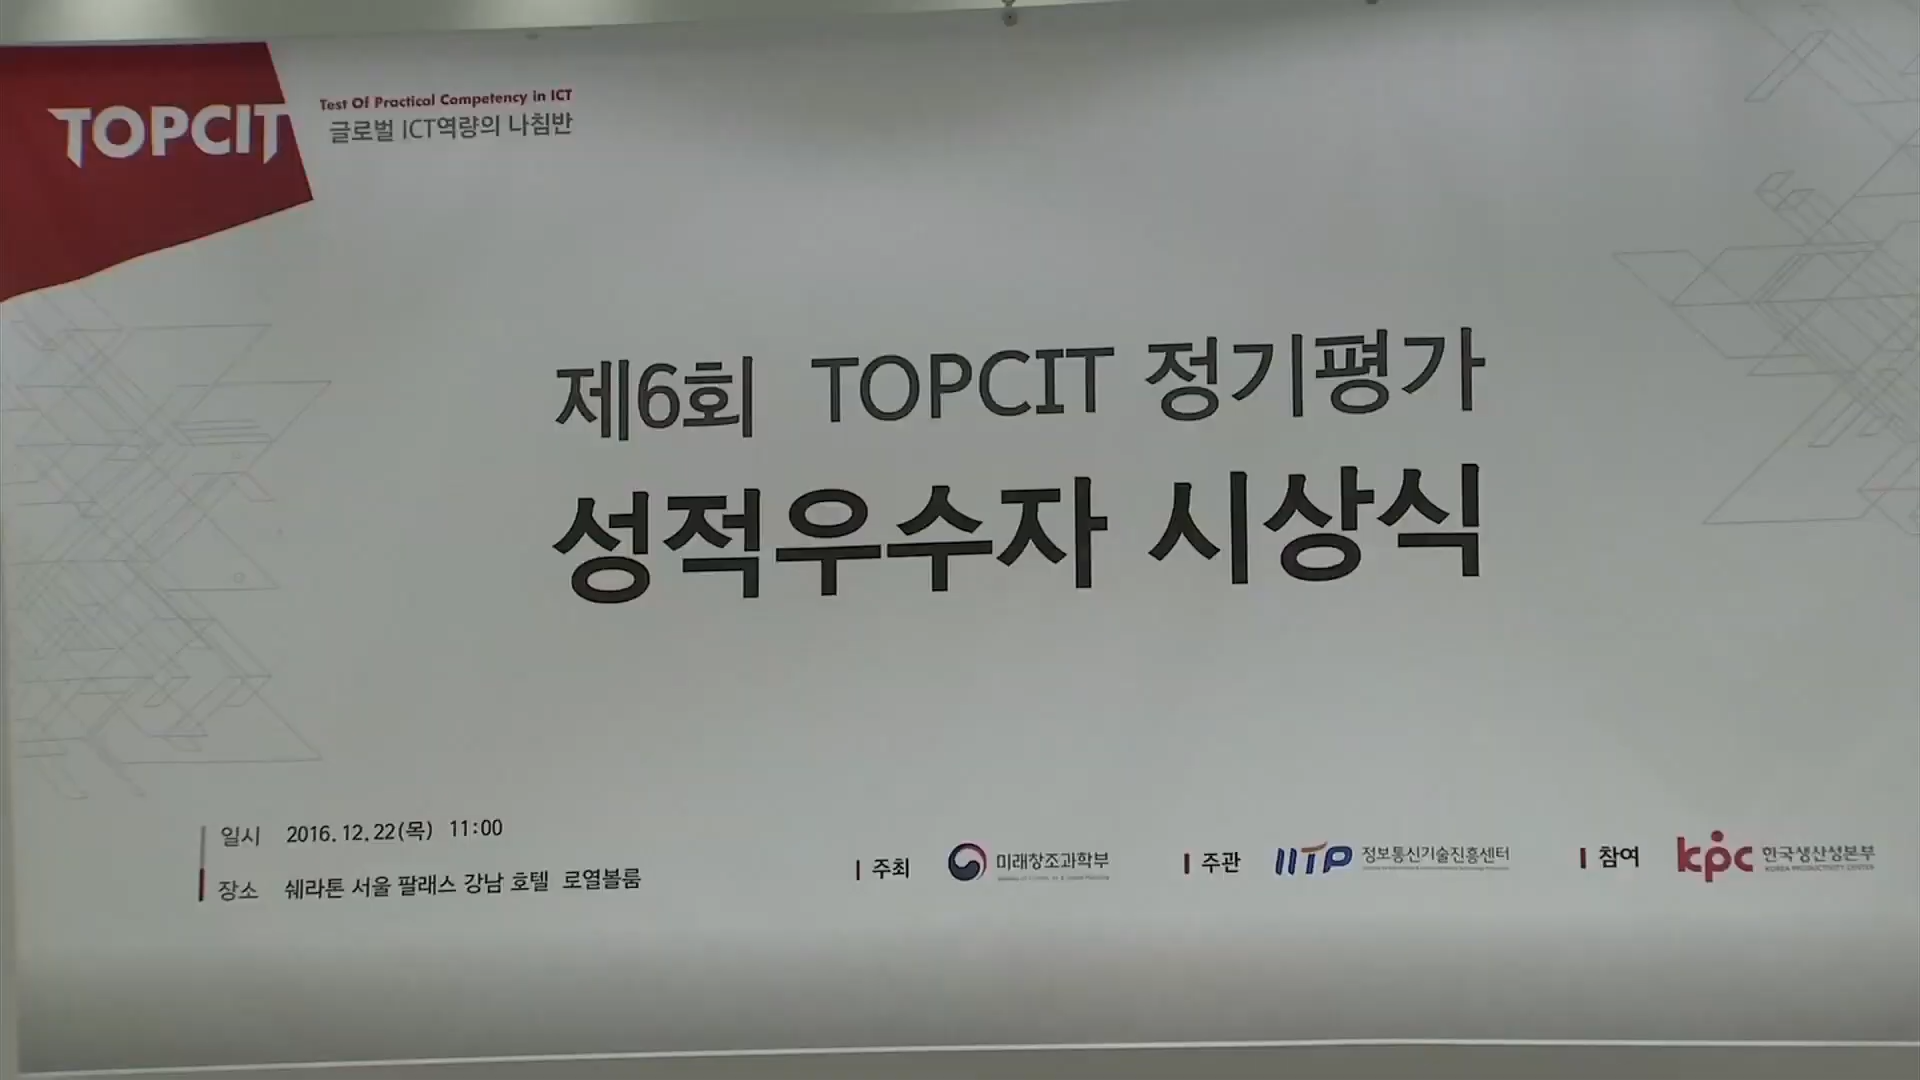 TOPCIT
Test Of Practical Competency in ICT
글로벌 ICT역량의 나침반
제6회 TOPCIT 정기평가
성적우수자 시상식
일시 2016.12.22(목) 11:00
장소 쉐라톤 서울 팔래스 강남 호텔 로열볼룸
주최 미래창조과학부
주관 IITP 정보통신기술진흥센터
참여 kpc 한국생산성본부
KOREA PRODUCTIVITY CENTER